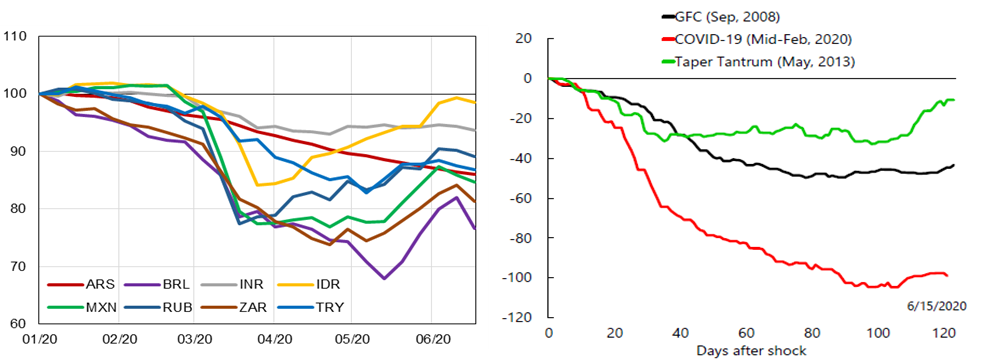 110
100
90
80
70
60
ARS BRL INR IDR
MXN RUB ZAR TRY
01/20 02/20 03/20 04/20 05/20 06/20
GFC (Sep, 2008)
COVID-19 (Mid-Feb, 2020)
Taper Tantrum (May, 2013)
20
0
-20
-40
-60
-80
-100
-120
6/15/2020
0 20 40 60 80 100 120
Days after shock